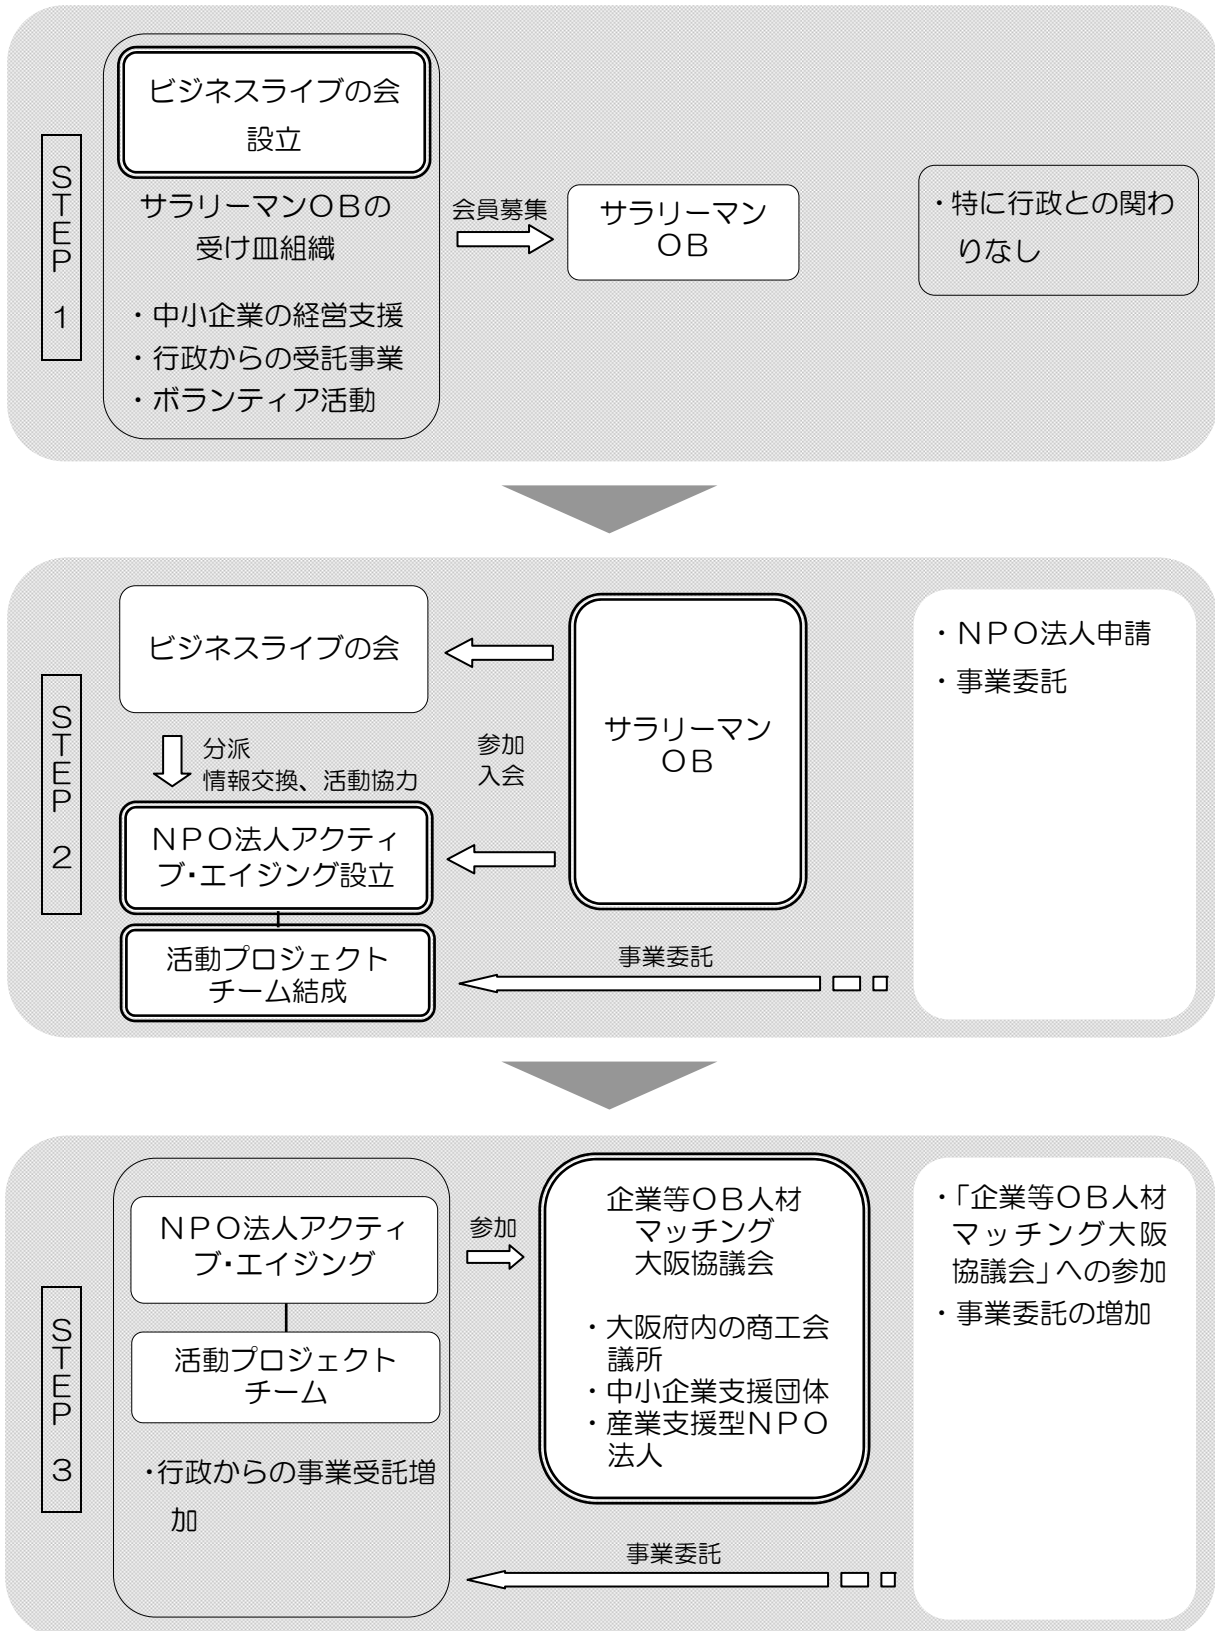 STEP 1
ビジネスライブの会
設立
サラリーマンOBの
受け皿組織
・中小企業の経営支援
・行政からの受託事業
・ボランティア活動
会員募集
サラリーマン
OB
・特に行政との関わ
りなし
STEP 2
ビジネスライブの会
分派
情報交換、活動協力
NPO法人アクティ
ブ・エイジング設立
活動プロジェクト
チーム結成
参加
入会
サラリーマン
OB
事業委託
・NPO法人申請
・事業委託
STEP 3
NPO法人アクティ
ブ・エイジング
活動プロジェクト
チーム
・行政からの事業受託増
加
参加
企業等OB人材
マッチング
大阪協議会
・大阪府内の商工会
議所
・中小企業支援団体
・産業支援型NPO
法人
事業委託
・「企業等OB人材
マッチング大阪
協議会」への参加
・事業委託の増加